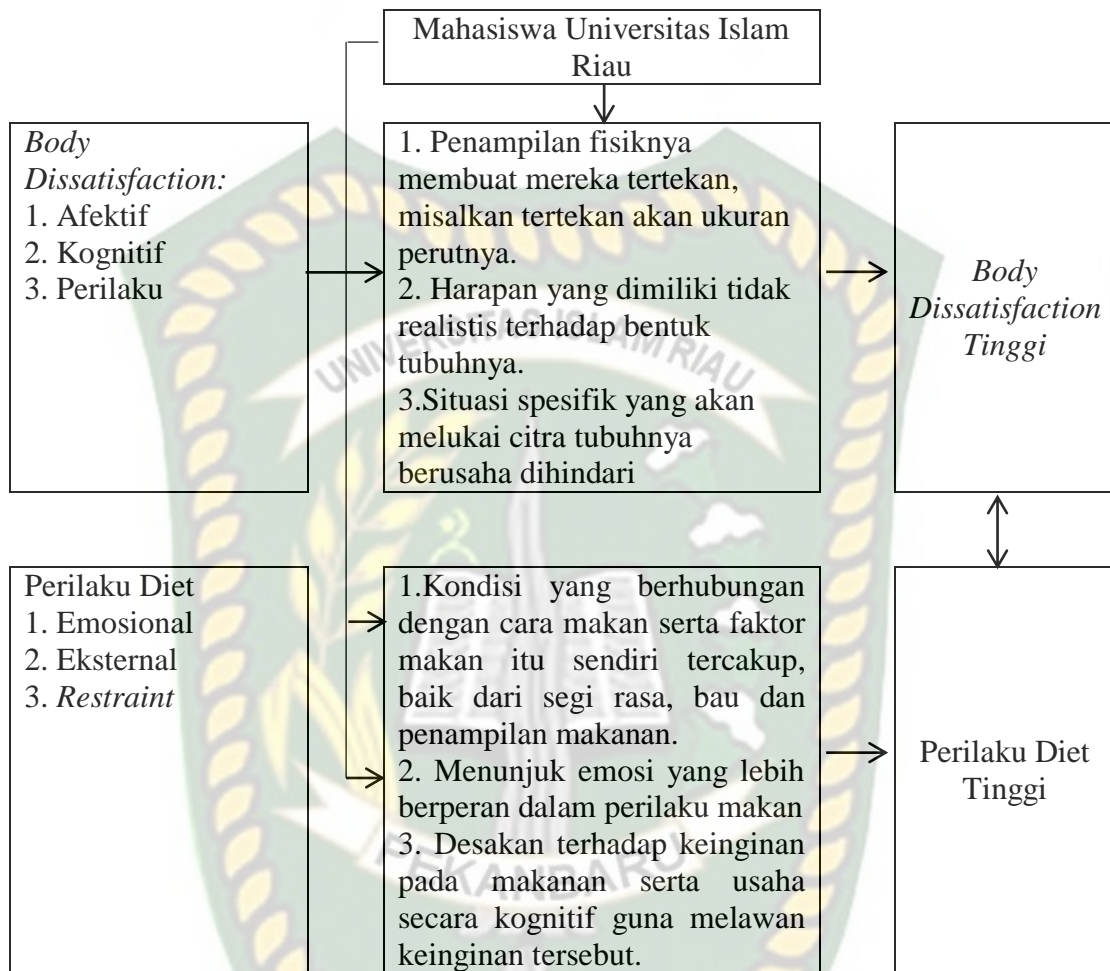 Mahasiswa Universitas Islam
Riau
Body
Dissatisfaction:
1. Afektif
2. Kognitif
3. Perilaku
1. Penampilan fisiknya
membuat mereka tertekan,
misalkan tertekan akan ukuran
perutnya.
2. Harapan yang dimiliki tidak
realistis terhadap bentuk
tubuhnya.
3.Situasi spesifik yang akan
melukai citra tubuhnya
berusaha dihindari
Body
Dissatisfaction
Tinggi
Perilaku Diet
1. Emosional
2. Eksternal
3. Restraint
1.Kondisi yang berhubungan
dengan cara makan serta faktor
makan itu sendiri tercakup,
baik dari segi rasa, bau dan
penampilan makanan.
2. Menunjuk emosi yang lebih
berperan dalam perilaku makan
3. Desakan terhadap keinginan
pada makanan serta usaha
secara kognitif guna melawan
keinginan tersebut.
Perilaku Diet
Tinggi
UNIVERSITAS ISLAM RIAU
PEKANBARU